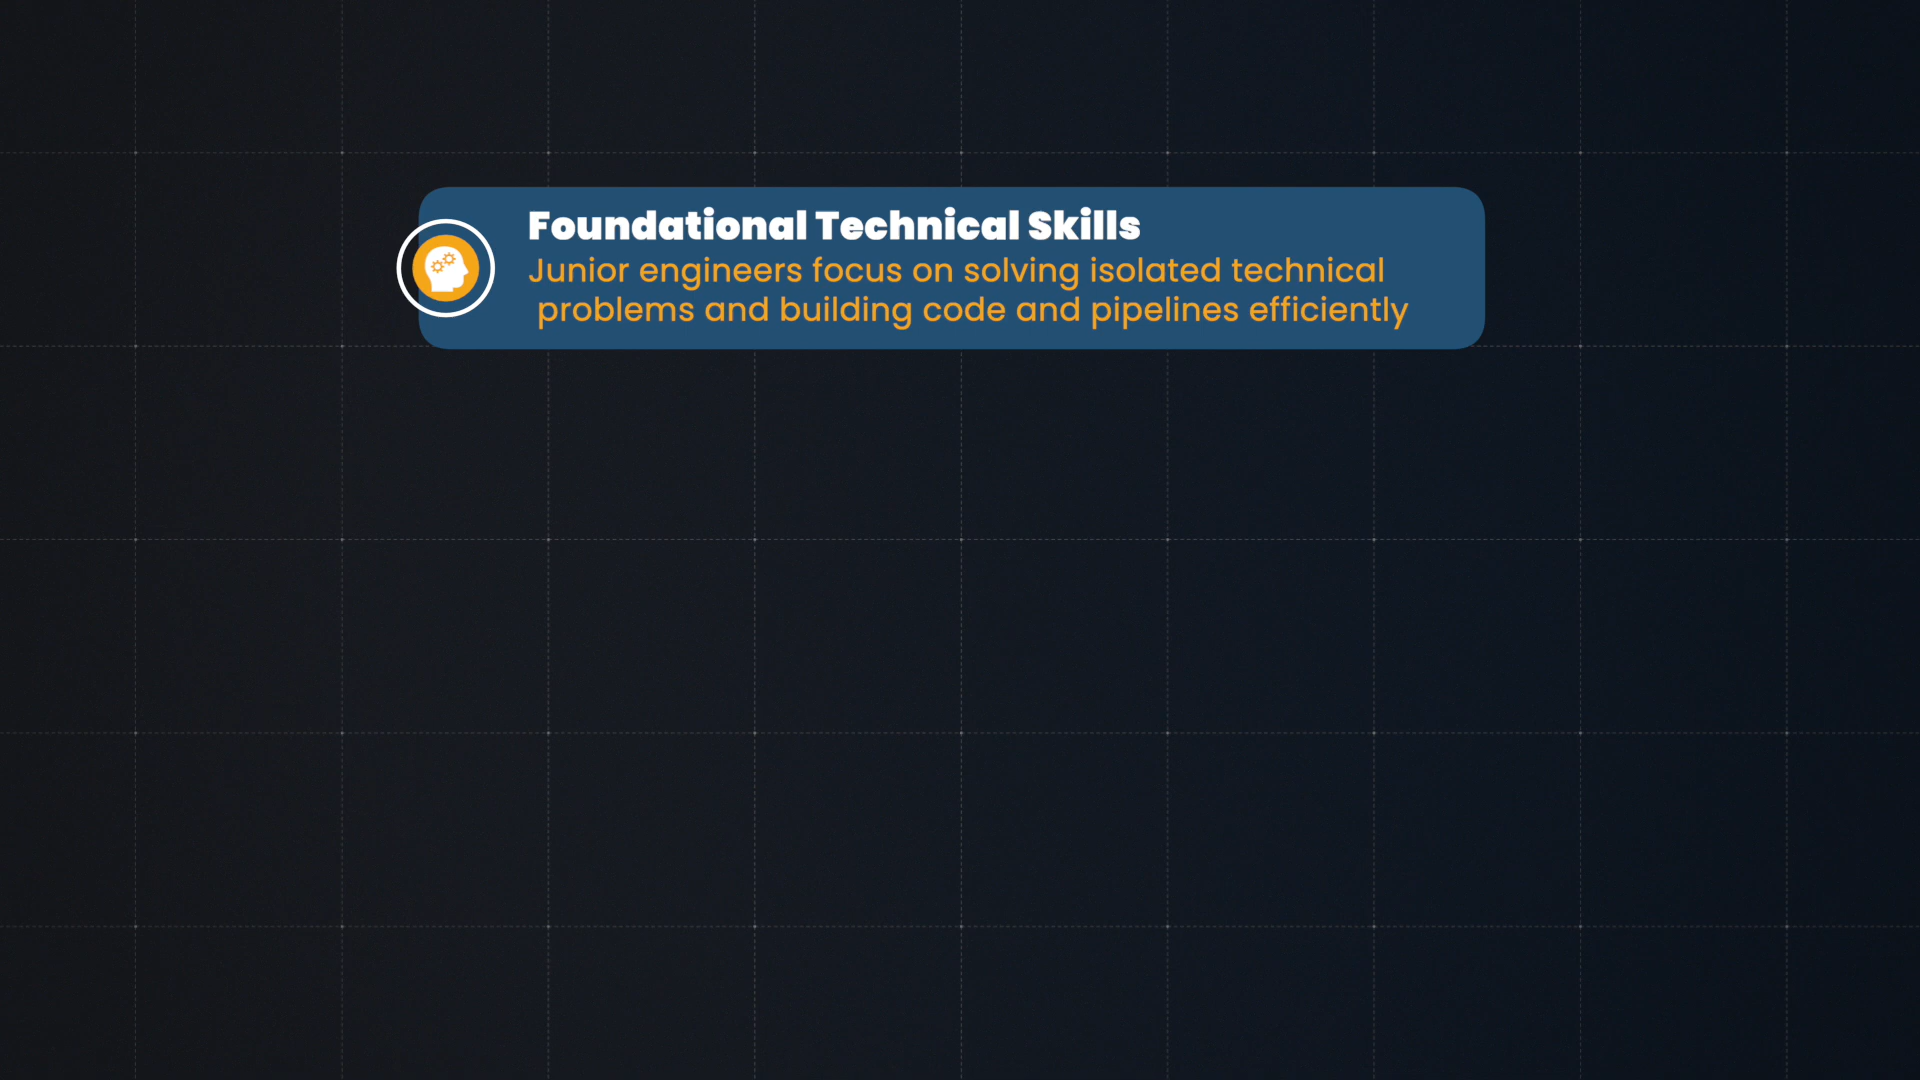 Foundational Technical Skills
Junior engineers focus on solving isolated technical
problems and building code and pipelines efficiently